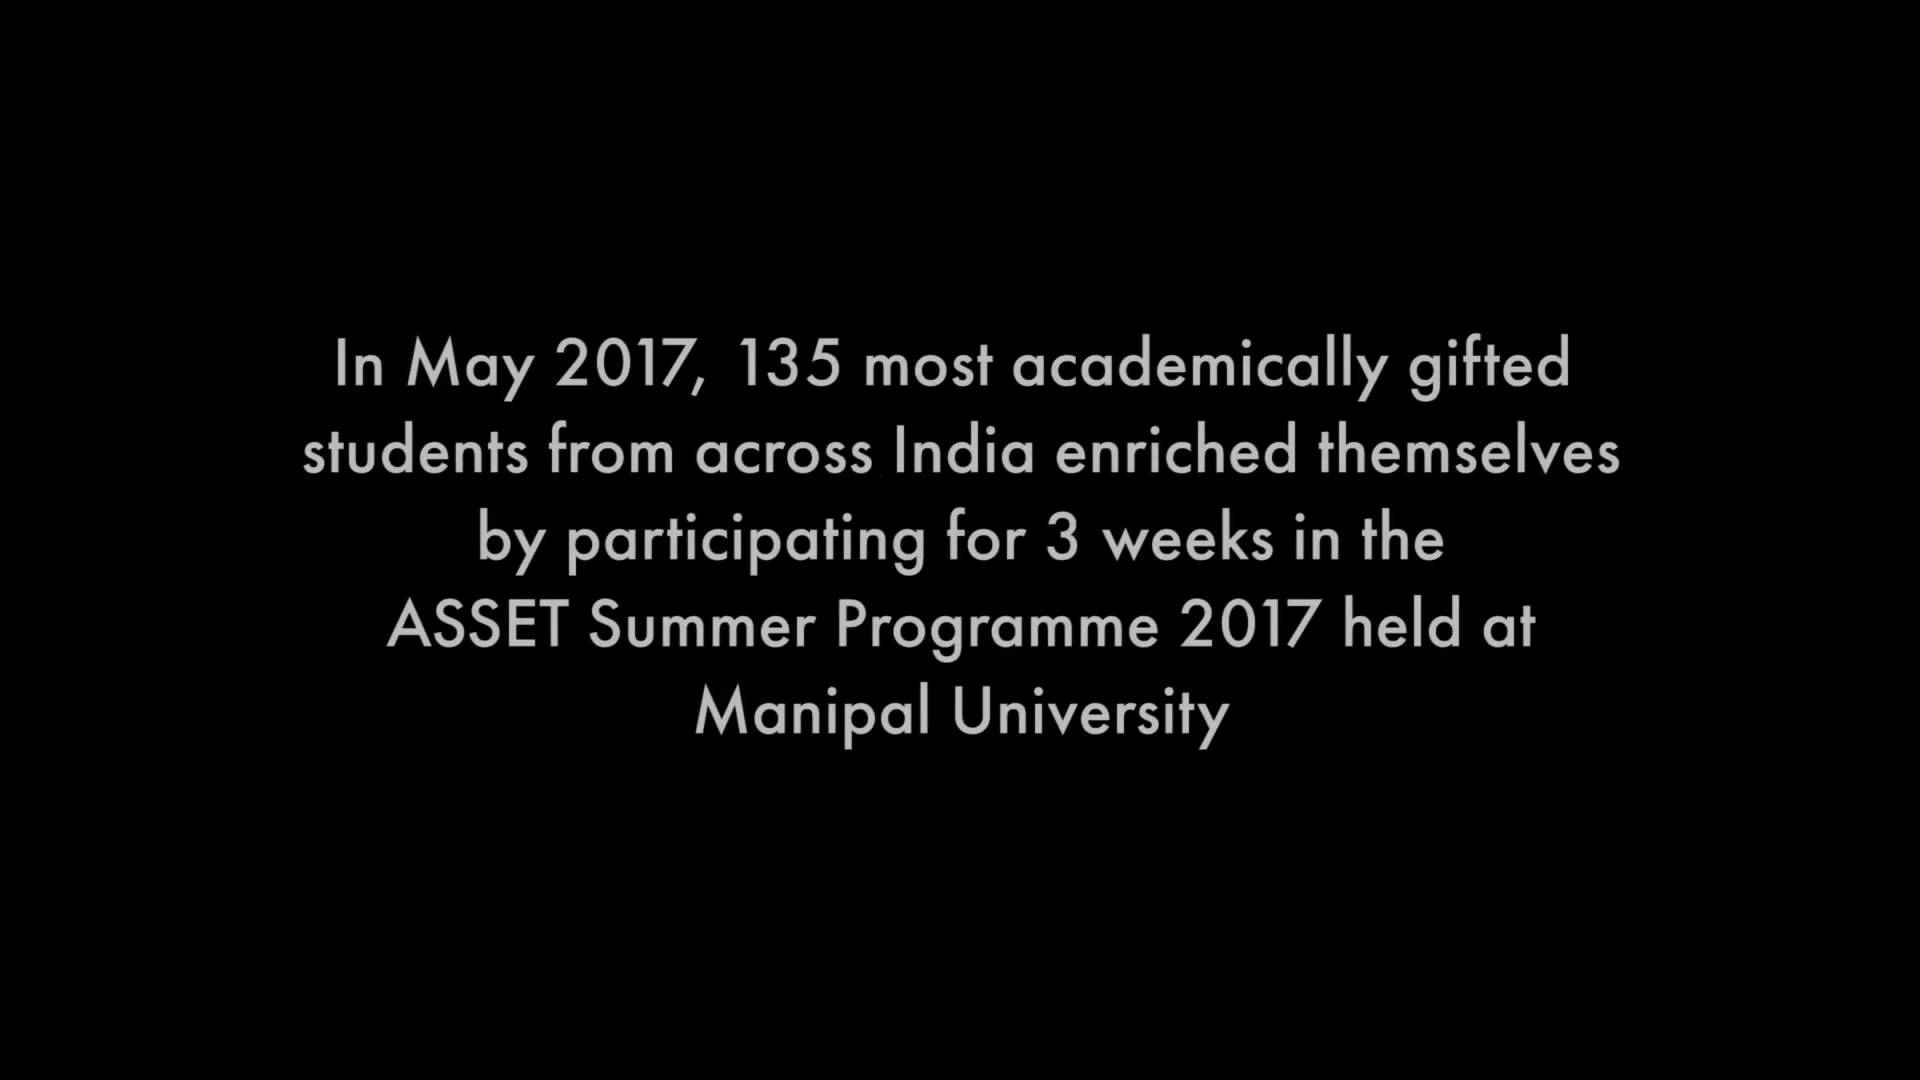 In May 2017, 135 most academically gifted
students from across India enriched themselves
by participating for 3 weeks in the
ASSET Summer Programme 2017 held at
Manipal University